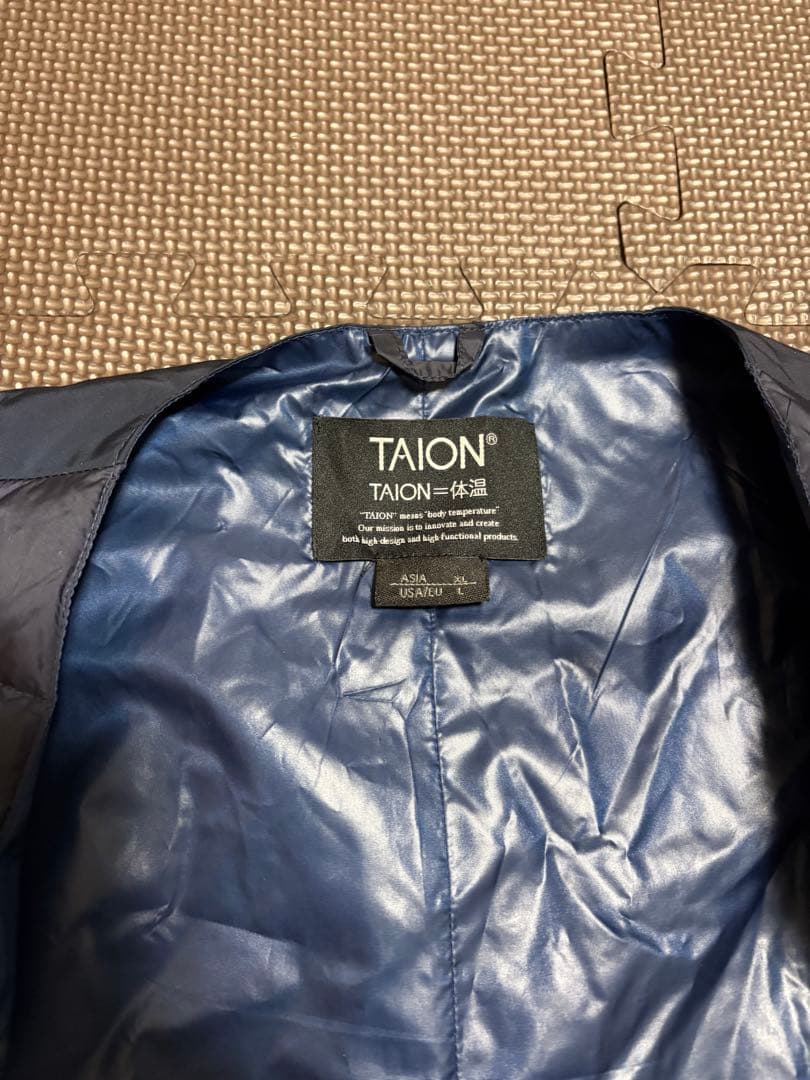 TAION®
TAION=体温
"TAION" means "body temperature"
Our mission is to innovate and create
both high-design and high-functional products.
ASIA XL
USA/EU L